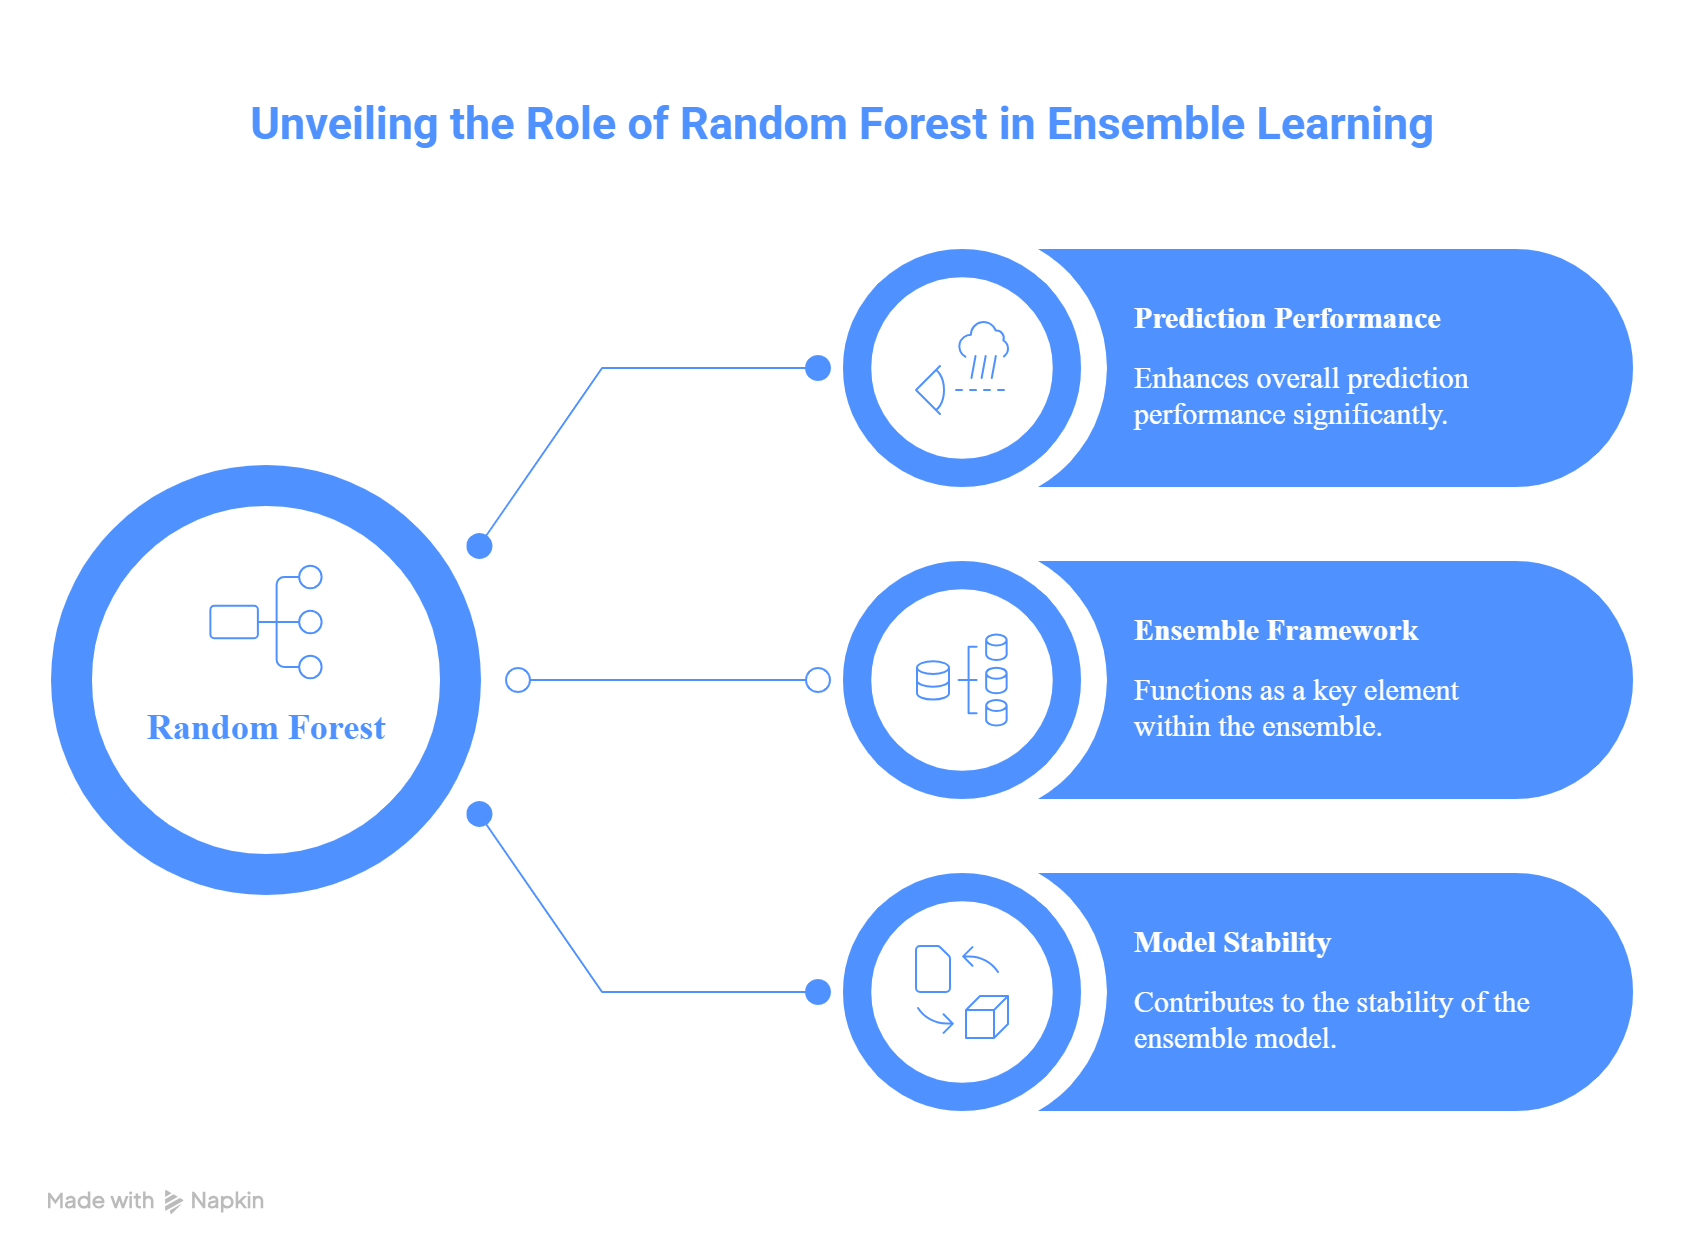 Unveiling the Role of Random Forest in Ensemble Learning
Prediction Performance
Enhances overall prediction
performance significantly.
Random Forest
Ensemble Framework
Functions as a key element
within the ensemble.
Model Stability
Contributes to the stability of the
ensemble model.
Made with Napkin